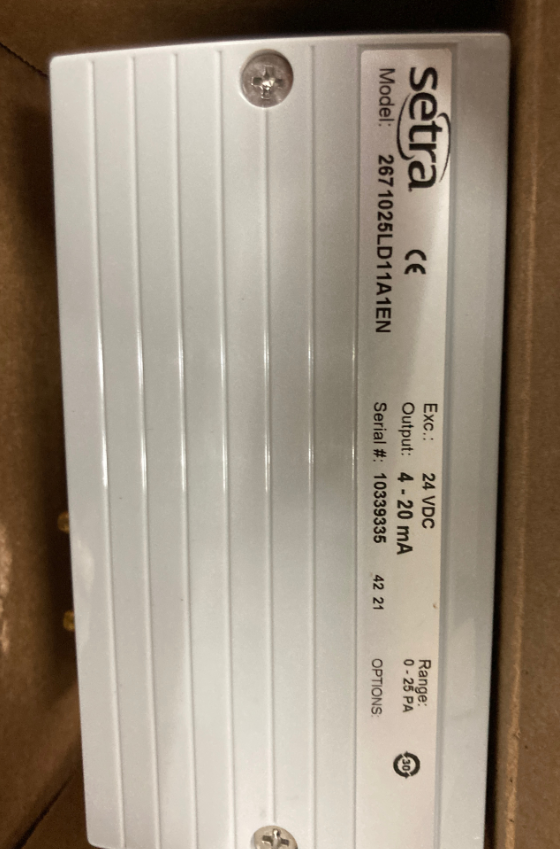 setra
CE
Model: 2671025LD11A1EN
Exc.: 24 VDC
Output: 4 - 20 mA
Serial #: 10339335 42 21
Range:
0 - 25 PA
OPTIONS:
30